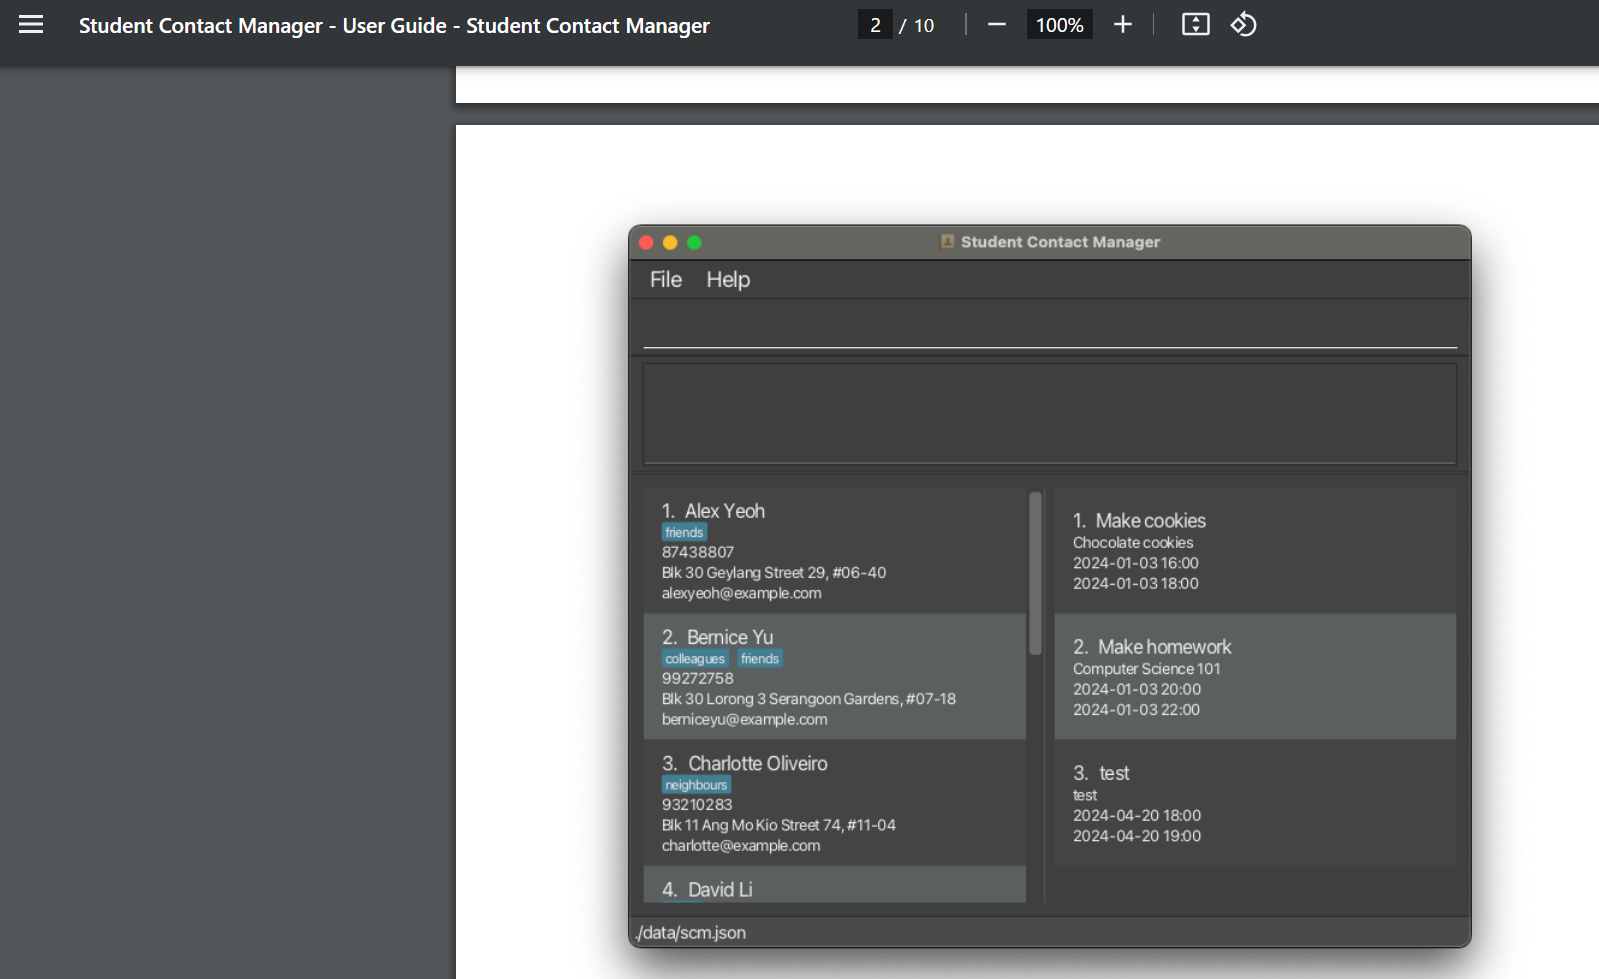 Student Contact Manager - User Guide - Student Contact Manager
2 / 10
100%
Student Contact Manager
File Help
1. Alex Yeoh
friends
87438807
Blk 30 Geylang Street 29, #06-40
alexyeoh@example.com
2. Bernice Yu
colleagues friends
99272758
Blk 30 Lorong 3 Serangoon Gardens, #07-18
berniceyu@example.com
3. Charlotte Oliveiro
neighbours
93210283
Blk 11 Ang Mo Kio Street 74, #11-04
charlotte@example.com
4. David Li
1. Make cookies
Chocolate cookies
2024-01-03 16:00
2024-01-03 18:00
2. Make homework
Computer Science 101
2024-01-03 20:00
2024-01-03 22:00
3. test
test
2024-04-20 18:00
2024-04-20 19:00
./data/scm.json